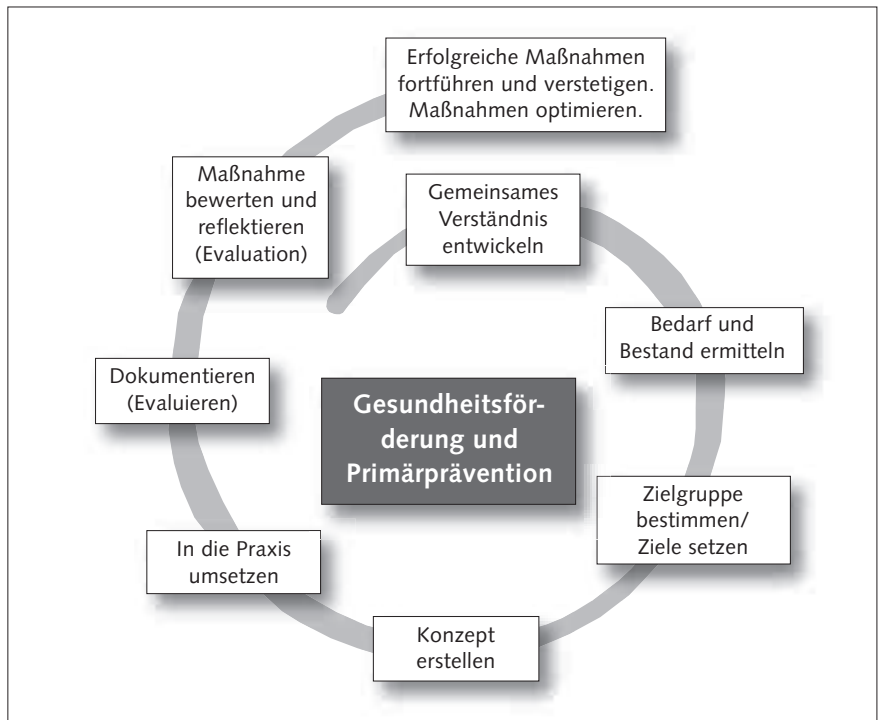 Erfolgreiche Maßnahmen
fortführen und verstetigen.
Maßnahmen optimieren.
Maßnahme
bewerten und
reflektieren
(Evaluation)
Gemeinsames
Verständnis
entwickeln
Bedarf und
Bestand ermitteln
Dokumentieren
(Evaluieren)
Gesundheitsför-
derung und
Primärprävention
Zielgruppe
bestimmen/
Ziele setzen
In die Praxis
umsetzen
Konzept
erstellen